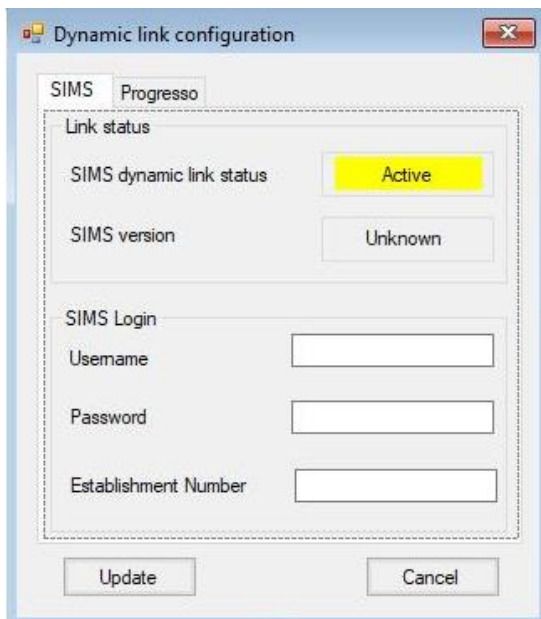 Dynamic link configuration
SIMS Progresso
Link status
SIMS dynamic link status Active
SIMS version Unknown
SIMS Login
Username
Password
Establishment Number
Update Cancel